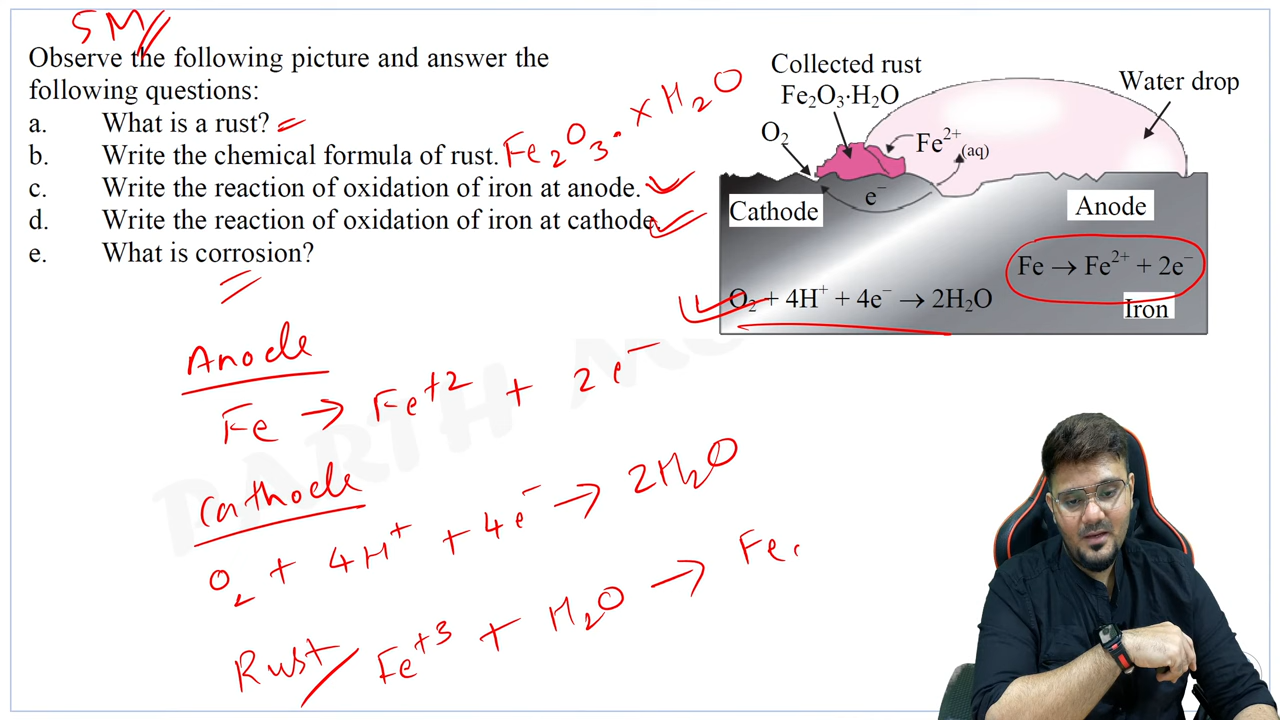 5 M
Observe the following picture and answer the
following questions:
a. What is a rust?
b. Write the chemical formula of rust. Fe₂O₃·xH₂O
c. Write the reaction of oxidation of iron at anode.
d. Write the reaction of oxidation of iron at cathode.
e. What is corrosion?
Collected rust
Fe₂O₃·H₂O
Water drop
O₂
Fe²⁺(aq)
e⁻
Cathode
Anode
Fe → Fe²⁺ + 2e⁻
O₂ + 4H⁺ + 4e⁻ → 2H₂O
Iron
Anode
Fe → Fe⁺² + 2e⁻
Cathode
O₂ + 4H⁺ + 4e⁻ → 2H₂O
Rust Fe⁺³ + H₂O → Fe